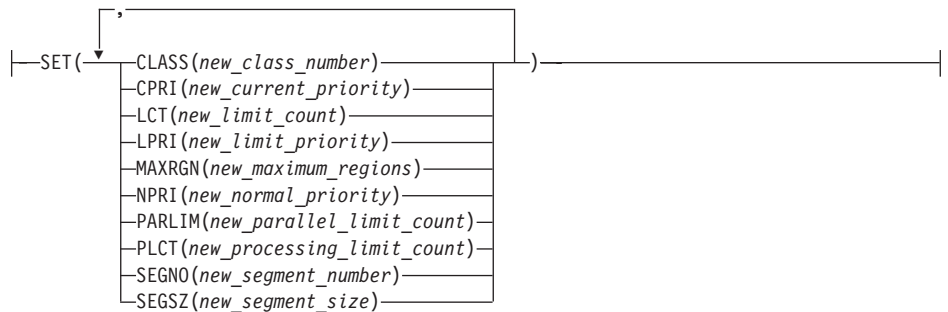 ,
SET( CLASS(new_class_number) )
CPRI(new_current_priority)
LCT(new_limit_count)
LPRI(new_limit_priority)
MAXRGN(new_maximum_regions)
NPRI(new_normal_priority)
PARLIM(new_parallel_limit_count)
PLCT(new_processing_limit_count)
SEGNO(new_segment_number)
SEGSZ(new_segment_size)